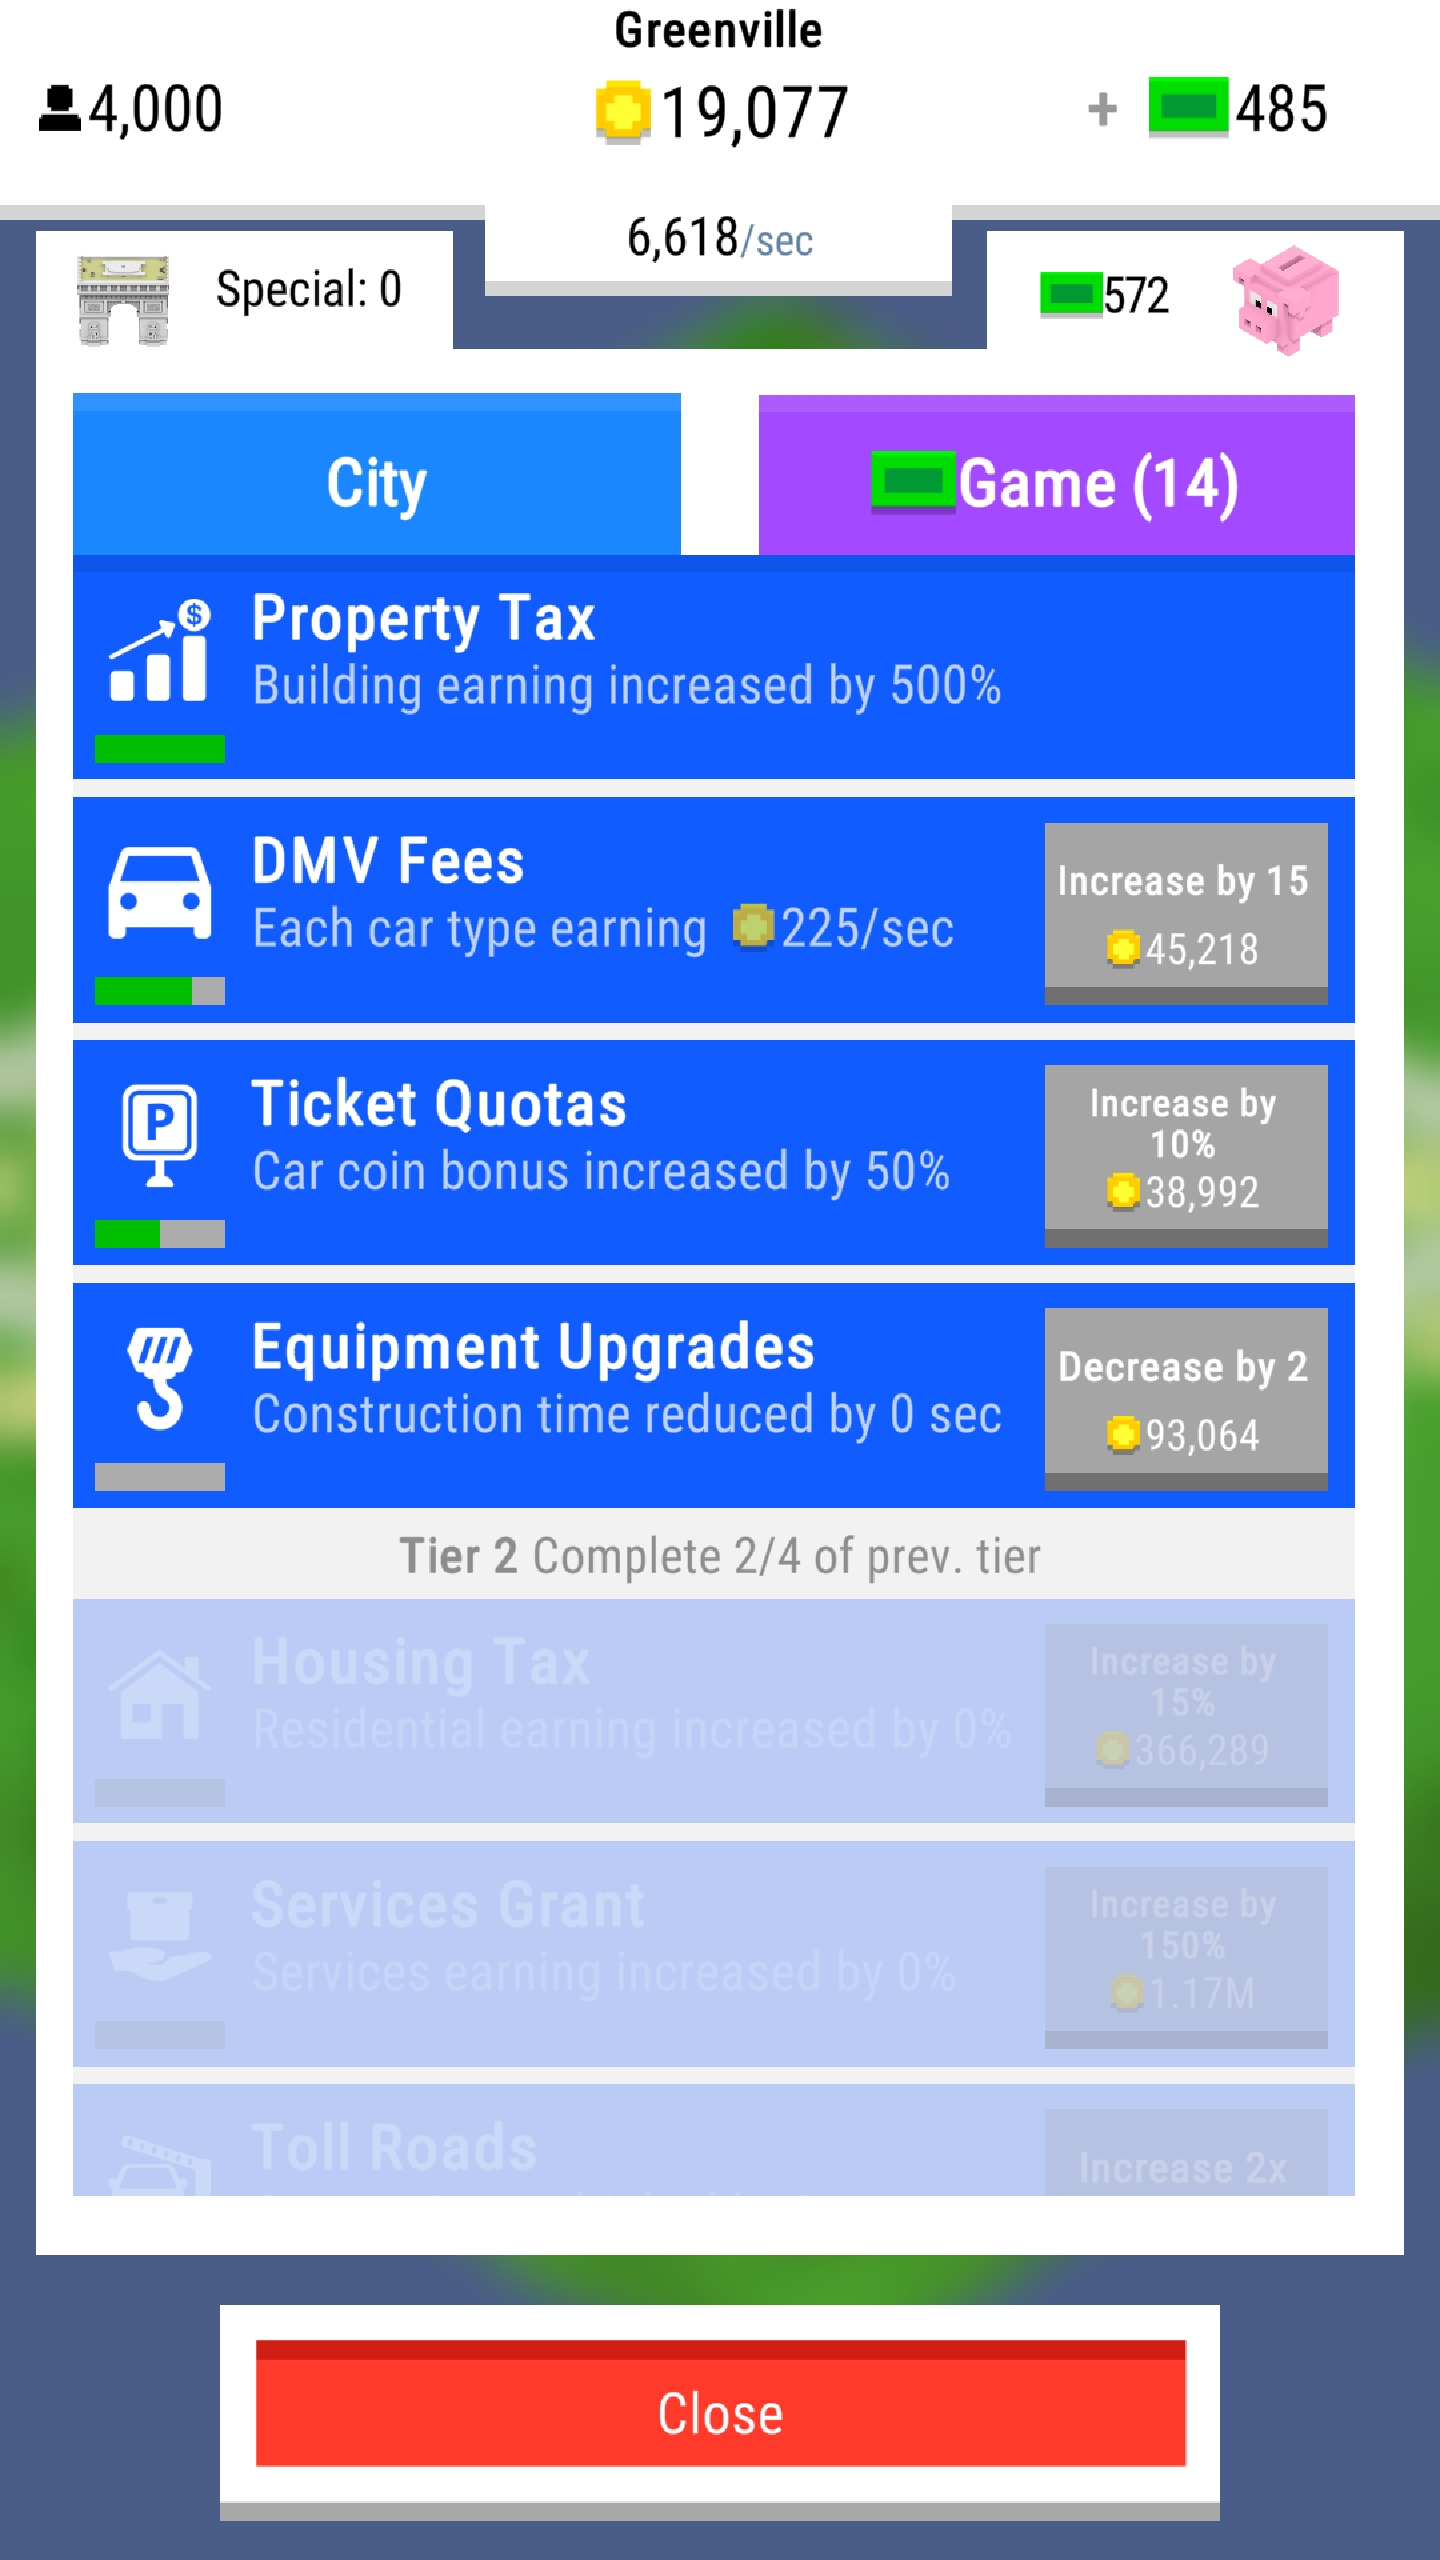 Greenville
4,000
19,077
+ 485
6,618/sec
Special: 0
572
City
Game (14)
Property Tax
Building earning increased by 500%
DMV Fees
Each car type earning 225/sec
Increase by 15
45,218
Ticket Quotas
Car coin bonus increased by 50%
Increase by
10%
38,992
Equipment Upgrades
Construction time reduced by 0 sec
Decrease by 2
93,064
Tier 2 Complete 2/4 of prev. tier
Housing Tax
Residential earning increased by 0%
Increase by
15%
366,289
Services Grant
Services earning increased by 0%
Increase by
150%
1.17M
Toll Roads
Increase 2x
Close